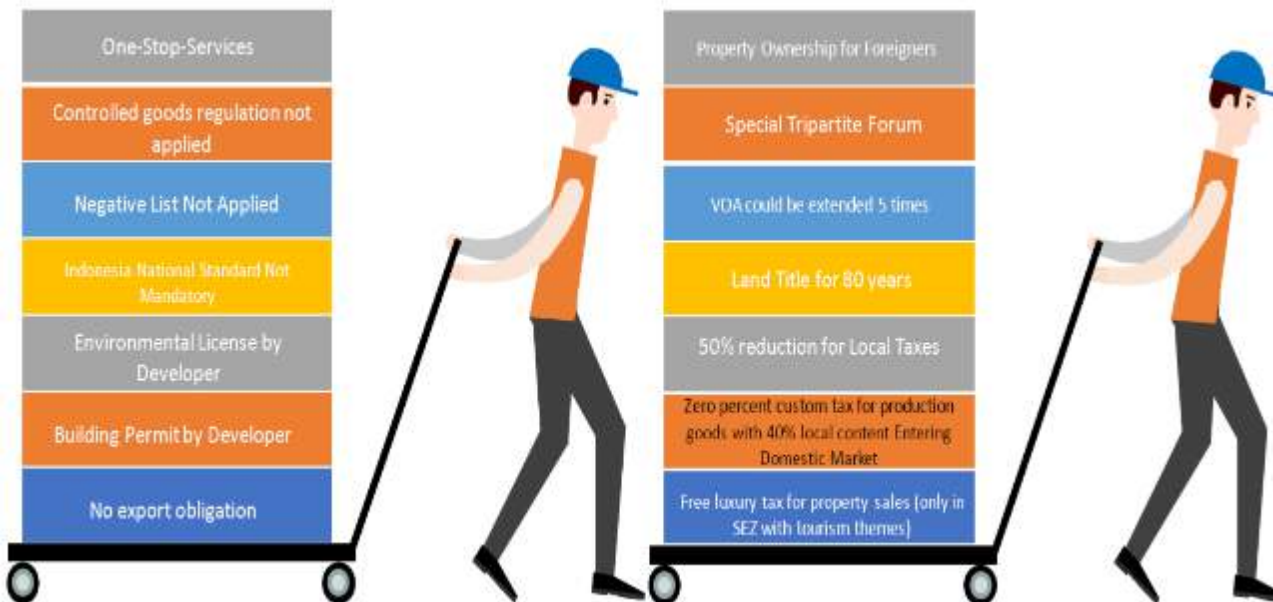 One-Stop-Services
Controlled goods regulation not
applied
Negative List Not Applied
Indonesia National Standard Not
Mandatory
Environmental License by
Developer
Building Permit by Developer
No export obligation
Property Ownership for Foreigners
Special Tripartite Forum
VOA could be extended 5 times
Land Title for 80 years
50% reduction for Local Taxes
Zero percent custom tax for production
goods with 40% local content Entering
Domestic Market
Free luxury tax for property sales (only in
SEZ with tourism themes)